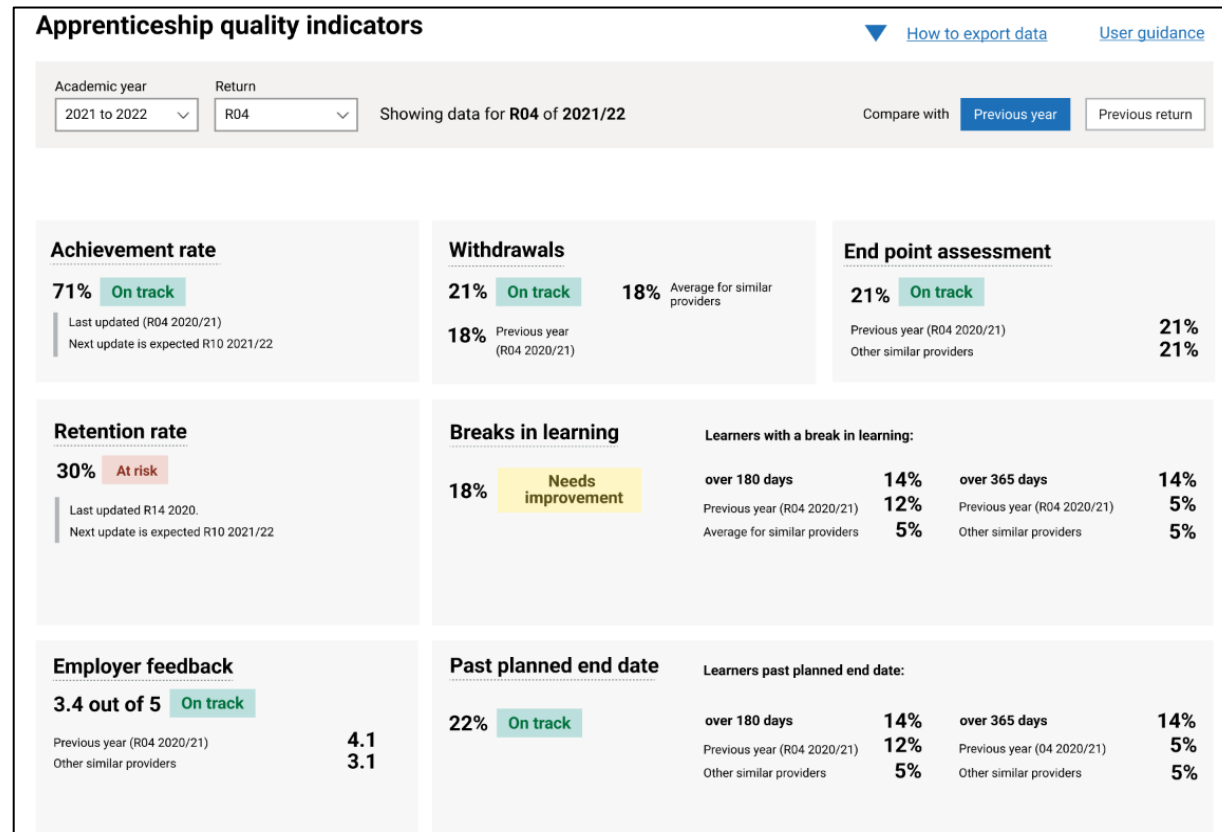 Apprenticeship quality indicators
How to export data
User guidance
Academic year
Return
2021 to 2022
R04
Showing data for R04 of 2021/22
Compare with
Previous year
Previous return
Achievement rate
71% On track
Last updated (R04 2020/21)
Next update is expected R10 2021/22
Withdrawals
21% On track
18% Average for similar
providers
18% Previous year
(R04 2020/21)
End point assessment
21% On track
Previous year (R04 2020/21) 21%
Other similar providers 21%
Retention rate
30% At risk
Last updated R14 2020.
Next update is expected R10 2021/22
Breaks in learning
18% Needs
improvement
Learners with a break in learning:
over 180 days 14%
Previous year (R04 2020/21) 12%
Average for similar providers 5%
over 365 days 14%
Previous year (R04 2020/21) 5%
Other similar providers 5%
Employer feedback
3.4 out of 5 On track
Previous year (R04 2020/21) 4.1
Other similar providers 3.1
Past planned end date
22% On track
Learners past planned end date:
over 180 days 14%
Previous year (R04 2020/21) 12%
Other similar providers 5%
over 365 days 14%
Previous year (04 2020/21) 5%
Other similar providers 5%